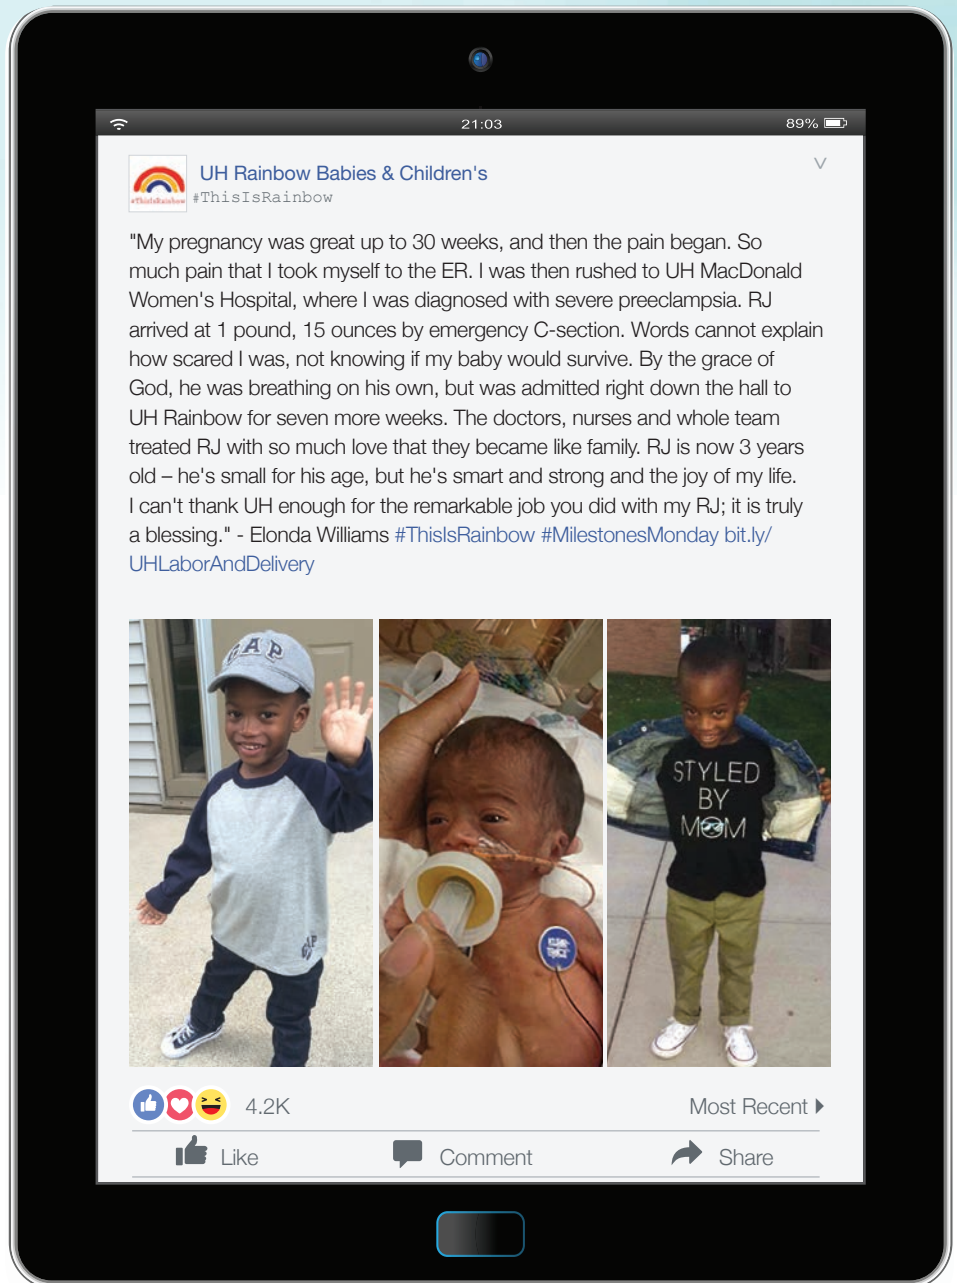 21:03
89%
UH Rainbow Babies & Children's
#ThisIsRainbow
#ThisIsRainbow
"My pregnancy was great up to 30 weeks, and then the pain began. So
much pain that I took myself to the ER. I was then rushed to UH MacDonald
Women's Hospital, where I was diagnosed with severe preeclampsia. RJ
arrived at 1 pound, 15 ounces by emergency C-section. Words cannot explain
how scared I was, not knowing if my baby would survive. By the grace of
God, he was breathing on his own, but was admitted right down the hall to
UH Rainbow for seven more weeks. The doctors, nurses and whole team
treated RJ with so much love that they became like family. RJ is now 3 years
old – he's small for his age, but he's smart and strong and the joy of my life.
I can't thank UH enough for the remarkable job you did with my RJ; it is truly
a blessing." - Elonda Williams #ThisIsRainbow #MilestonesMonday bit.ly/
UHLaborAndDelivery
GAP
GAP
STYLED
BY
MOM
4.2K
Most Recent
Like
Comment
Share